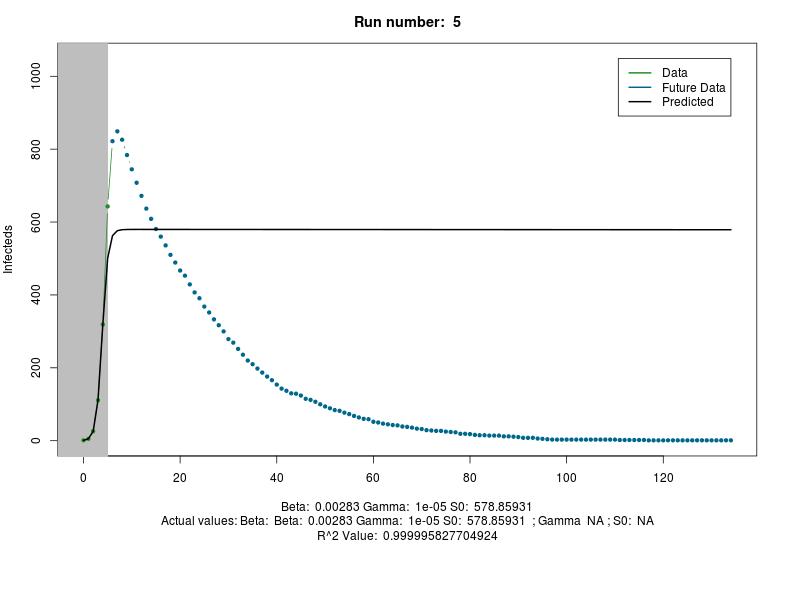 Run number:  5
Data
Future Data
Predicted
1000
800
600
400
200
0
Infecteds
0 20 40 60 80 100 120
Beta:  0.00283 Gamma:  1e-05 S0:  578.85931
Actual values: Beta:  Beta:  0.00283 Gamma:  1e-05 S0:  578.85931  ; Gamma  NA ; S0:  NA
R^2 Value:  0.999995827704924